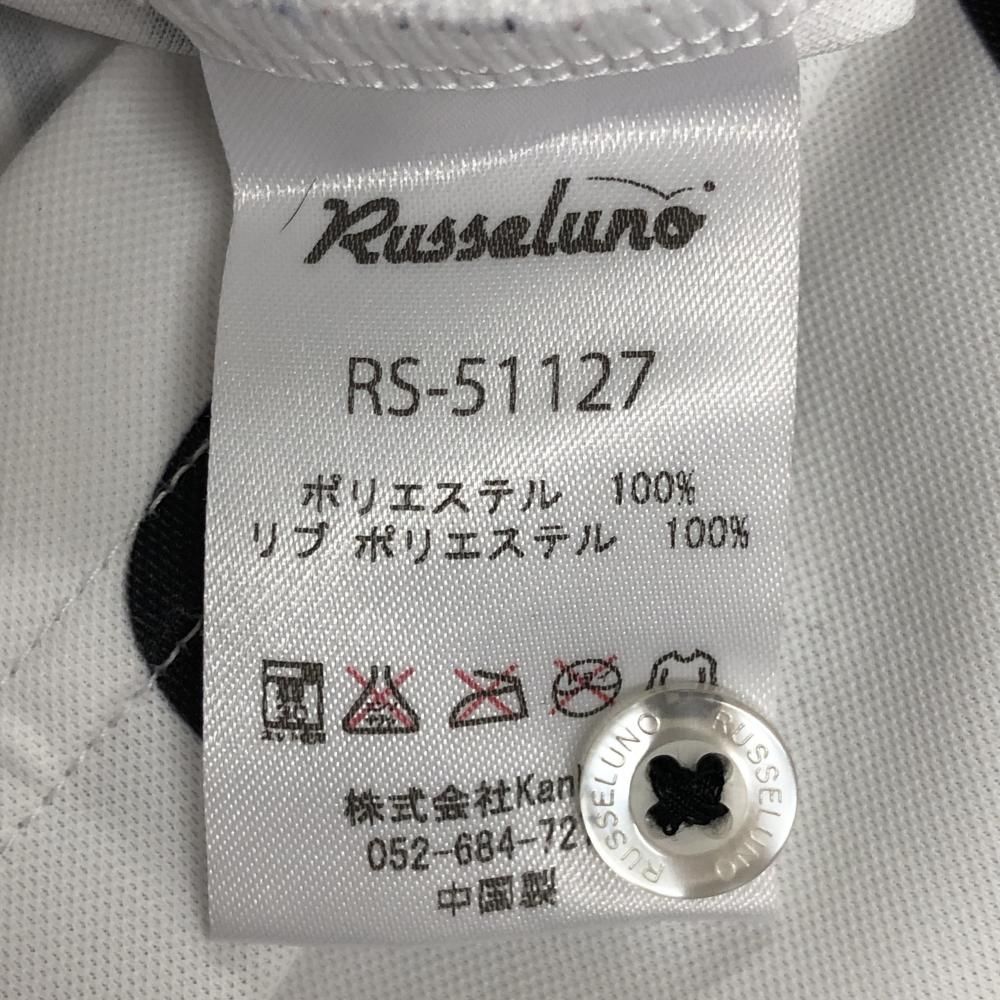 Russeluno
RS-51127
ポリエステル 100%
リブ ポリエステル 100%
30
株式会社Kan
052-684-72
中国製
RUSSELUNO RUSSELUNO